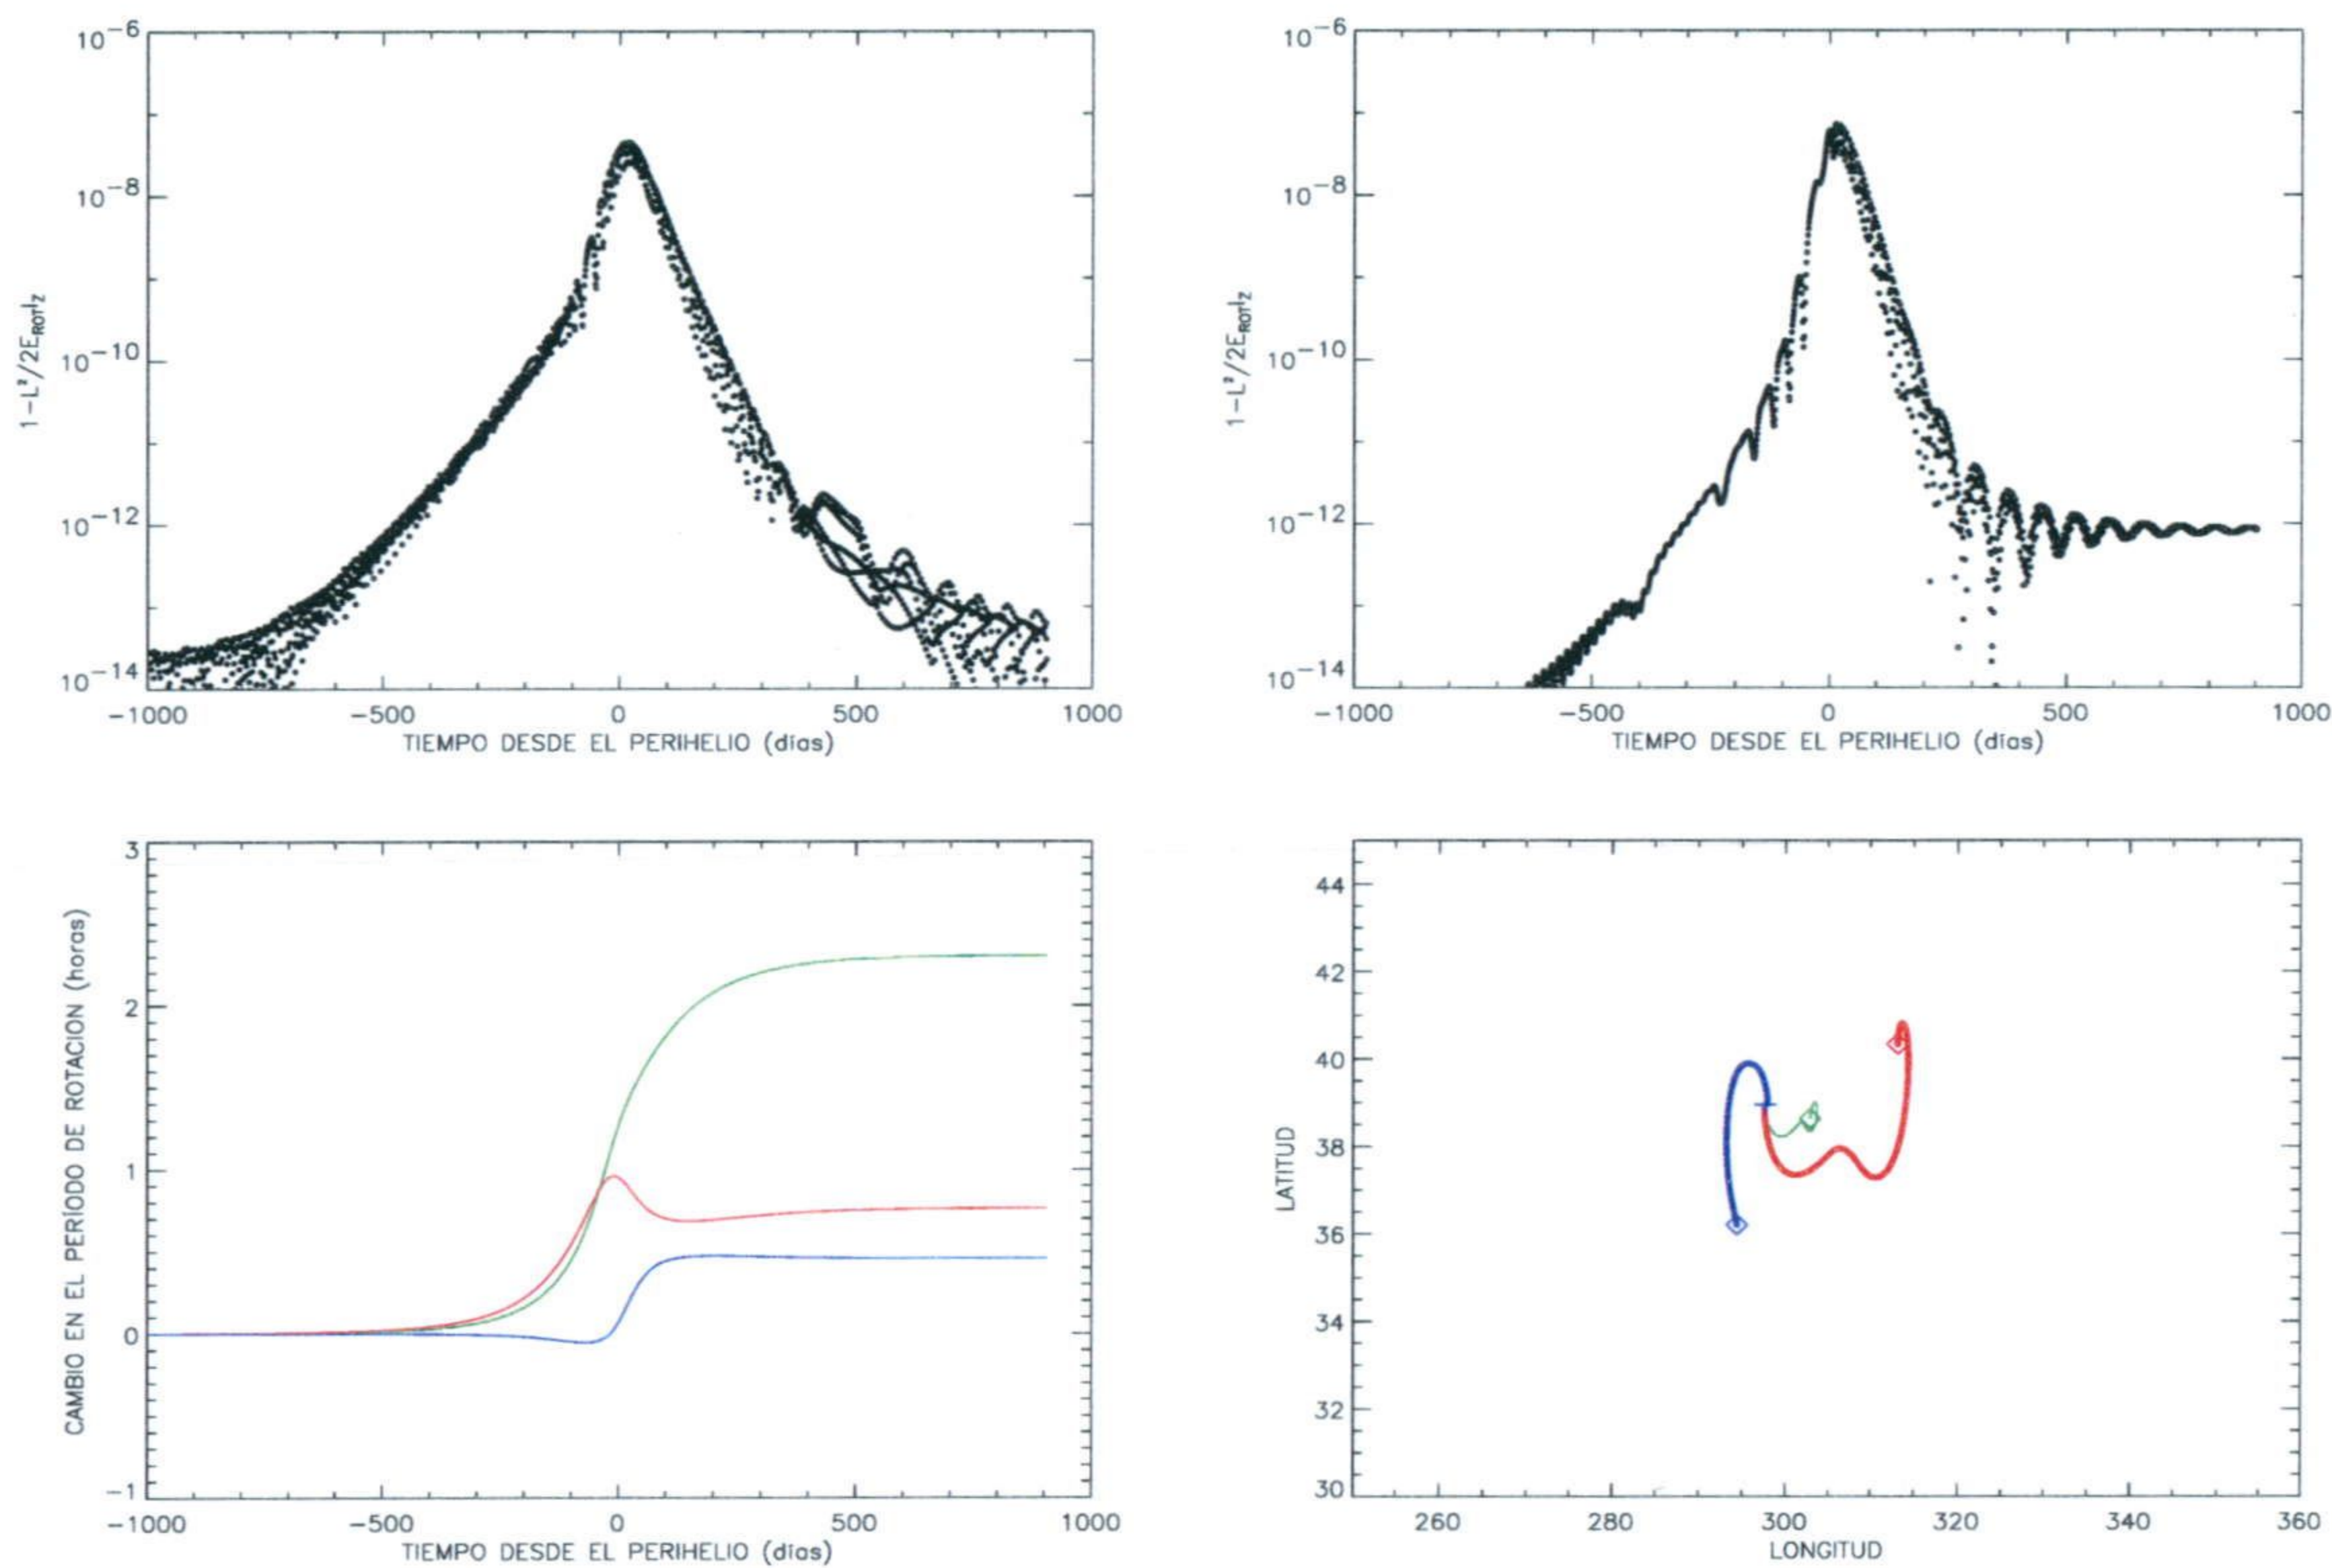 10−6
10−8
10−10
10−12
10−14
1−L²/2E_ROT I_Z
−1000 −500 0 500 1000
TIEMPO DESDE EL PERIHELIO (días)
10−6
10−8
10−10
10−12
10−14
1−L²/2E_ROT I_Z
−1000 −500 0 500 1000
TIEMPO DESDE EL PERIHELIO (días)
3
2
1
0
−1
CAMBIO EN EL PERÍODO DE ROTACION (horas)
−1000 −500 0 500 1000
TIEMPO DESDE EL PERIHELIO (días)
44
42
40
38
36
34
32
30
LATITUD
260 280 300 320 340 360
LONGITUD